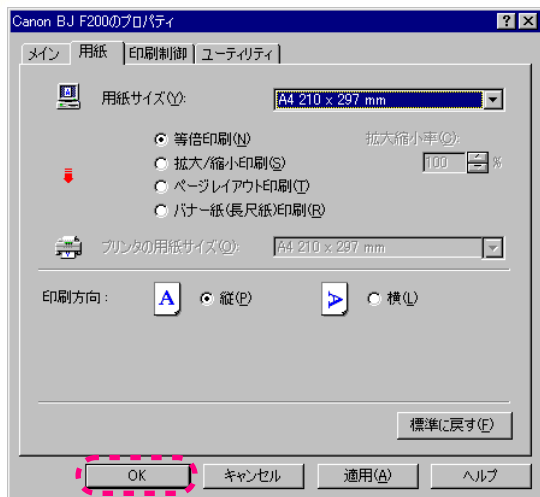 Canon BJ F200のプロパティ
メイン 用紙 印刷制御 ユーティリティ
用紙サイズ(Y): A4 210 x 297 mm
等倍印刷(N) 拡大縮小率(C):
拡大/縮小印刷(S) 100 %
ページレイアウト印刷(T)
バナー紙(長尺紙)印刷(R)
プリンタの用紙サイズ(O): A4 210 x 297 mm
印刷方向: A 縦(P) A 横(L)
標準に戻す(F)
OK キャンセル 適用(A) ヘルプ